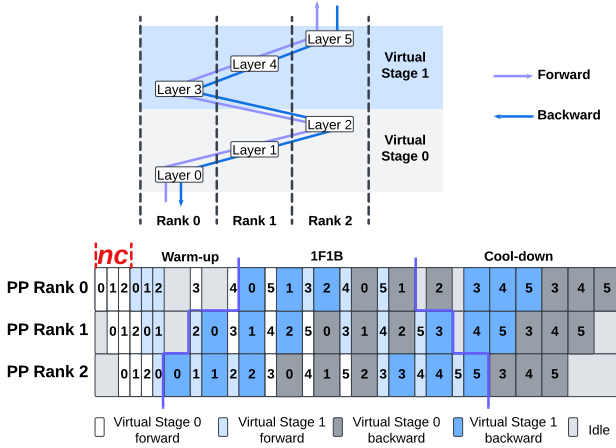 Layer 5
Layer 4
Virtual
Stage 1
Layer 3
Forward
Backward
Layer 2
Virtual
Stage 0
Layer 1
Layer 0
Rank 0 Rank 1 Rank 2
nc Warm-up 1F1B Cool-down
PP Rank 0 0 1 2 0 1 2 3 4 0 5 1 3 2 4 0 5 1 2 3 4 5 3 4 5
PP Rank 1 0 1 2 0 1 2 0 3 1 4 2 5 0 3 1 4 2 5 3 4 5 3 4 5
PP Rank 2 0 1 2 0 0 1 1 2 2 3 0 4 1 5 2 3 3 4 4 5 5 3 4 5
Virtual Stage 0
forward
Virtual Stage 1
forward
Virtual Stage 0
backward
Virtual Stage 1
backward
Idle